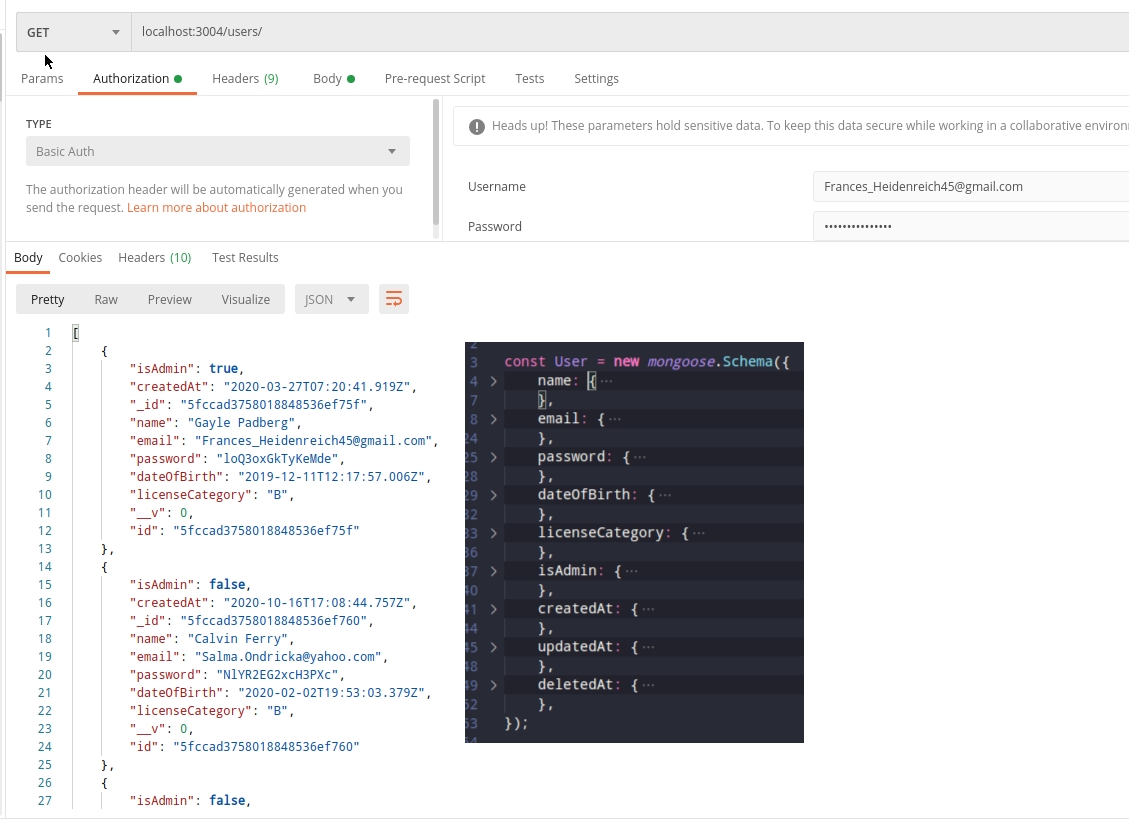 GET localhost:3004/users/
Params Authorization Headers (9) Body Pre-request Script Tests Settings
TYPE
Basic Auth
The authorization header will be automatically generated when you
send the request. Learn more about authorization
Heads up! These parameters hold sensitive data. To keep this data secure while working in a collaborative environ
Username Frances_Heidenreich45@gmail.com
Password •••••••••••••••
Body Cookies Headers (10) Test Results
Pretty Raw Preview Visualize JSON
1 [
2 {
3 "isAdmin": true,
4 "createdAt": "2020-03-27T07:20:41.919Z",
5 "_id": "5fccad3758018848536ef75f",
6 "name": "Gayle Padberg",
7 "email": "Frances_Heidenreich45@gmail.com",
8 "password": "loQ3oxGkTyKeMde",
9 "dateOfBirth": "2019-12-11T12:17:57.006Z",
10 "licenseCategory": "B",
11 "__v": 0,
12 "id": "5fccad3758018848536ef75f"
13 },
14 {
15 "isAdmin": false,
16 "createdAt": "2020-10-16T17:08:44.757Z",
17 "_id": "5fccad3758018848536ef760",
18 "name": "Calvin Ferry",
19 "email": "Salma.Ondricka@yahoo.com",
20 "password": "NlYR2EG2xcH3PXc",
21 "dateOfBirth": "2020-02-02T19:53:03.379Z",
22 "licenseCategory": "B",
23 "__v": 0,
24 "id": "5fccad3758018848536ef760"
25 },
26 {
27 "isAdmin": false,
2
3 const User = new mongoose.Schema({
4 > name: { ···
7 },
8 > email: { ···
24 },
25 > password: { ···
28 },
29 > dateOfBirth: { ···
32 },
33 > licenseCategory: { ···
36 },
37 > isAdmin: { ···
40 },
41 > createdAt: { ···
44 },
45 > updatedAt: { ···
48 },
49 > deletedAt: { ···
52 },
53 });